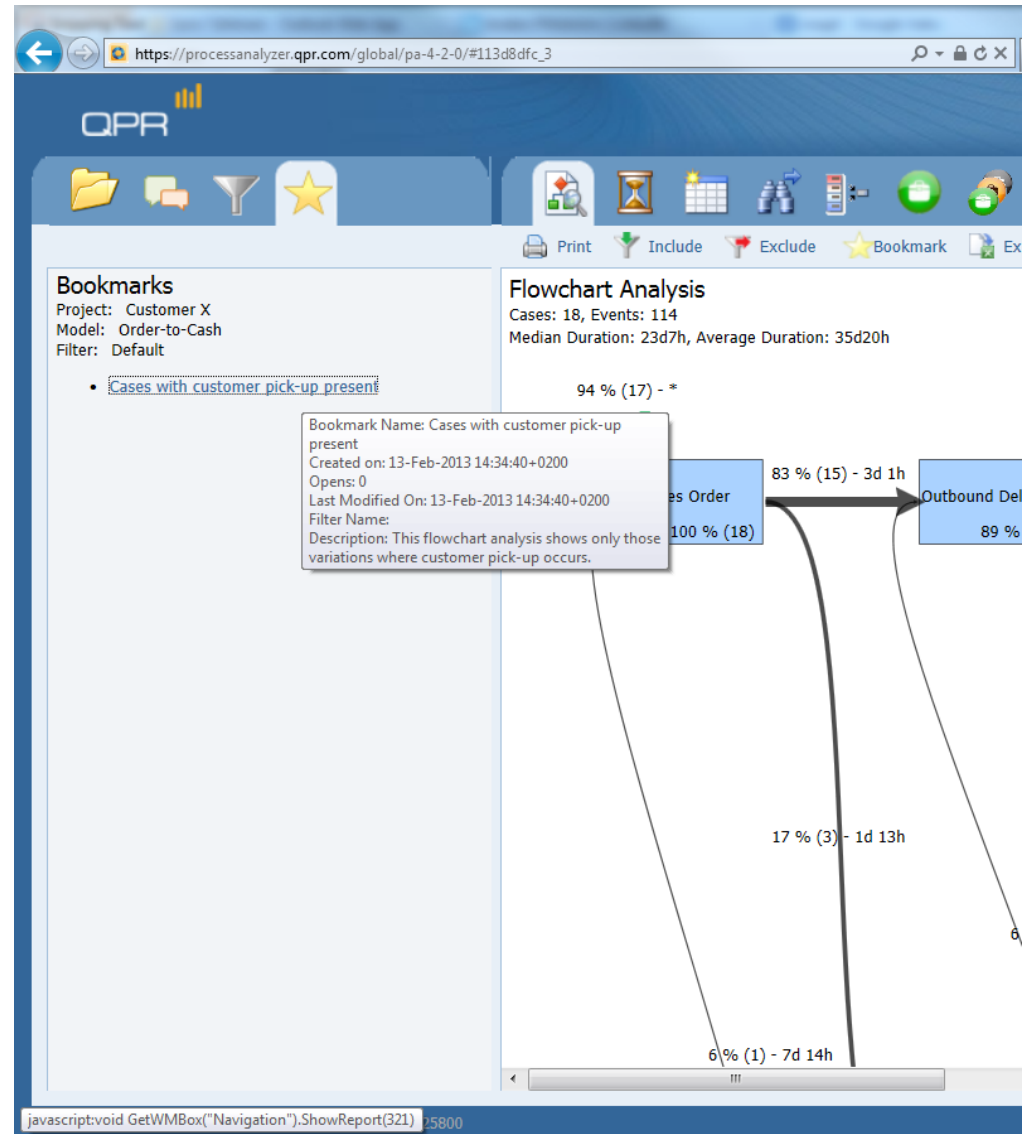 https://processanalyzer.qpr.com/global/pa-4-2-0/#113d8dfc_3
QPR
Print Include Exclude Bookmark Ex
Bookmarks
Project: Customer X
Model: Order-to-Cash
Filter: Default
Cases with customer pick-up present
Bookmark Name: Cases with customer pick-up
present
Created on: 13-Feb-2013 14:34:40+0200
Opens: 0
Last Modified On: 13-Feb-2013 14:34:40+0200
Filter Name:
Description: This flowchart analysis shows only those
variations where customer pick-up occurs.
Flowchart Analysis
Cases: 18, Events: 114
Median Duration: 23d7h, Average Duration: 35d20h
94 % (17) - *
es Order
100 % (18)
83 % (15) - 3d 1h
Outbound Del
89 %
17 % (3) - 1d 13h
6
6 % (1) - 7d 14h
javascript:void GetWMBox("Navigation").ShowReport(321)
25800